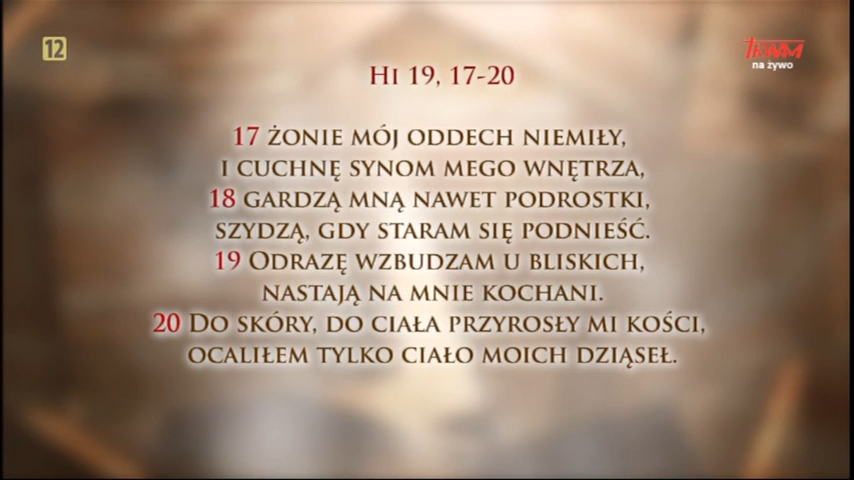 12
TRWAM
na żywo
Hi 19, 17-20
17 żonie mój oddech niemiły,
i cuchnę synom mego wnętrza,
18 gardzą mną nawet podrostki,
szydzą, gdy staram się podnieść.
19 Odrazę wzbudzam u bliskich,
nastają na mnie kochani.
20 Do skóry, do ciała przyrosły mi kości,
ocaliłem tylko ciało moich dziąseł.